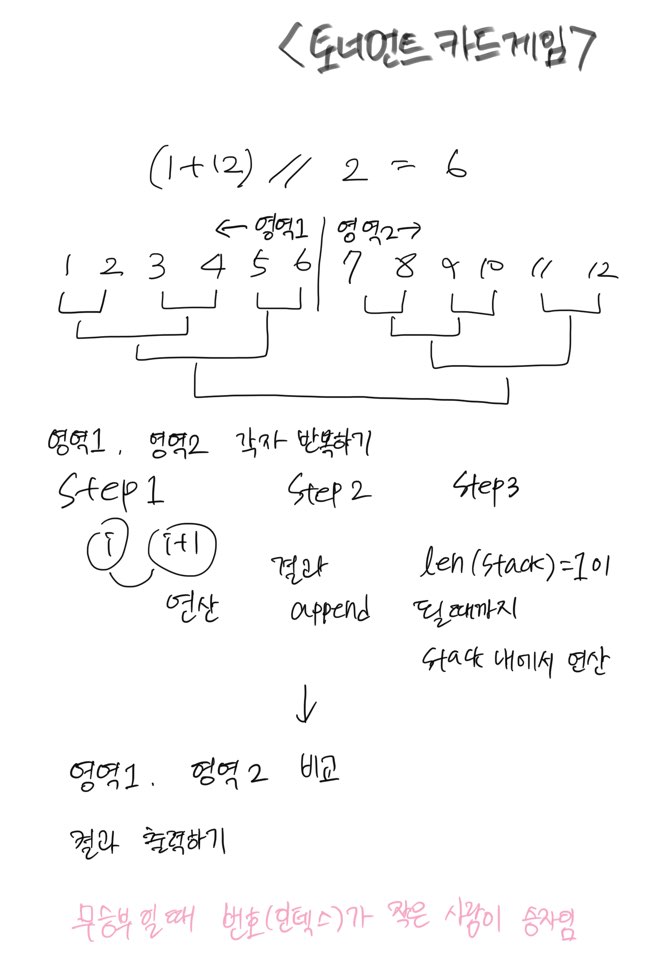 <토너먼트 카드게임>
(1+12) // 2 = 6
← 영역1 | 영역2 →
1 2 3 4 5 6 7 8 9 10 11 12
영역1, 영역2 각자 반복하기
Step 1 Step 2 Step 3
i i+1
결과 len(stack)=1이
연산 append 될때까지
stack 내에서 연산
↓
영역1. 영역2 비교
결과 출력하기
무승부일때 번호(인덱스)가 작은 사람이 승자임